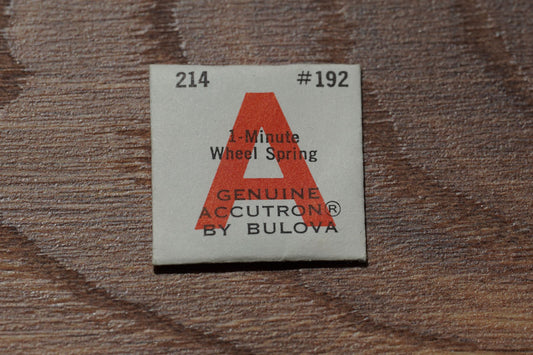 214 #192
A
1-Minute
Wheel Spring
GENUINE
ACCUTRON®
BY BULOVA